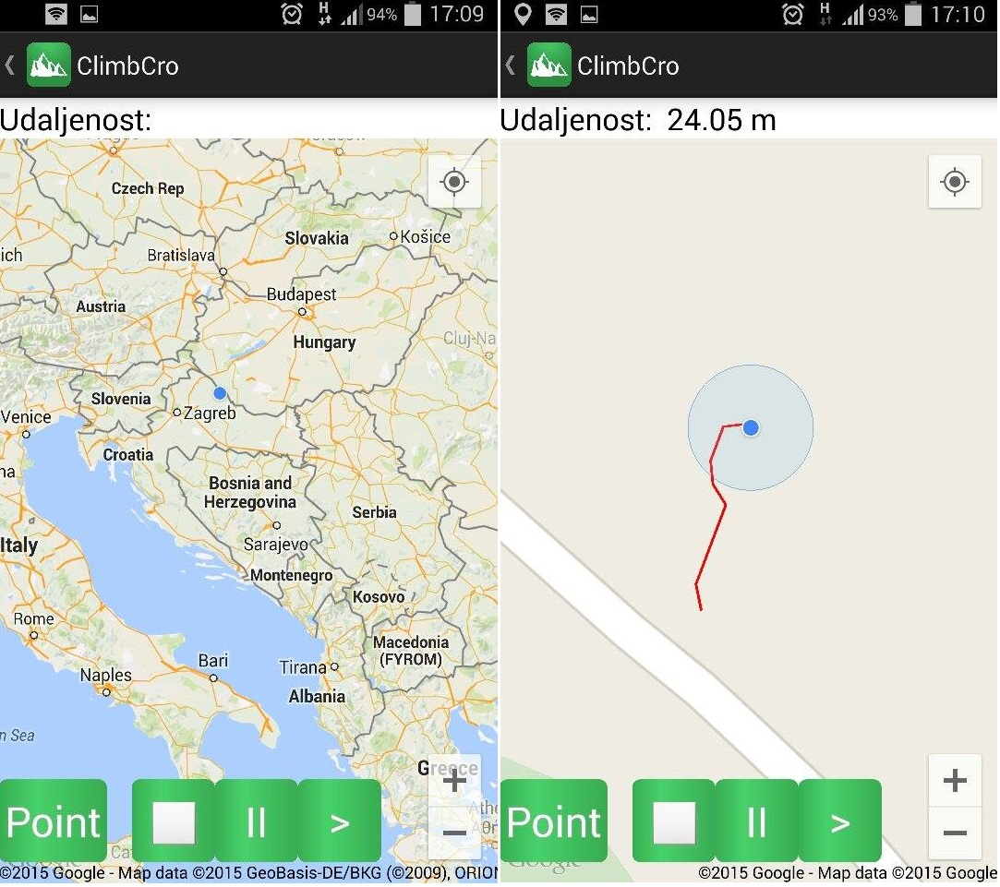 94% 17:09
ClimbCro
Udaljenost:
Czech Rep
Slovakia
Košice
ich
Bratislava
Austria
Budapest
Hungary
Cluj-Na
Slovenia
Zagreb
Venice
Croatia
na
Bosnia and
Herzegovina
Serbia
Italy
Sarajevo
Montenegro
Kosovo
Rome
Macedonia
(FYROM)
Bari
Tirana
Naples
Albania
n Sea
Greece
+
Point
II
>
−
©2015 Google - Map data ©2015 GeoBasis-DE/BKG (©2009), ORION
H 93% 17:10
ClimbCro
Udaljenost: 24.05 m
+
Point
II
>
−
Google
©2015 Google - Map data ©2015 Google